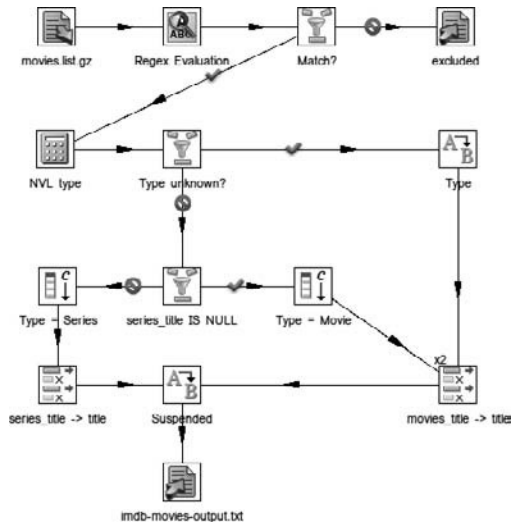 movies.list.gz
Regex Evaluation
Match?
excluded
NVL type
Type unknown?
Type
Type = Series
series_title IS NULL
Type = Movie
x2
series_title -> title
Suspended
movies_title -> titles
imdb-movies-output.txt